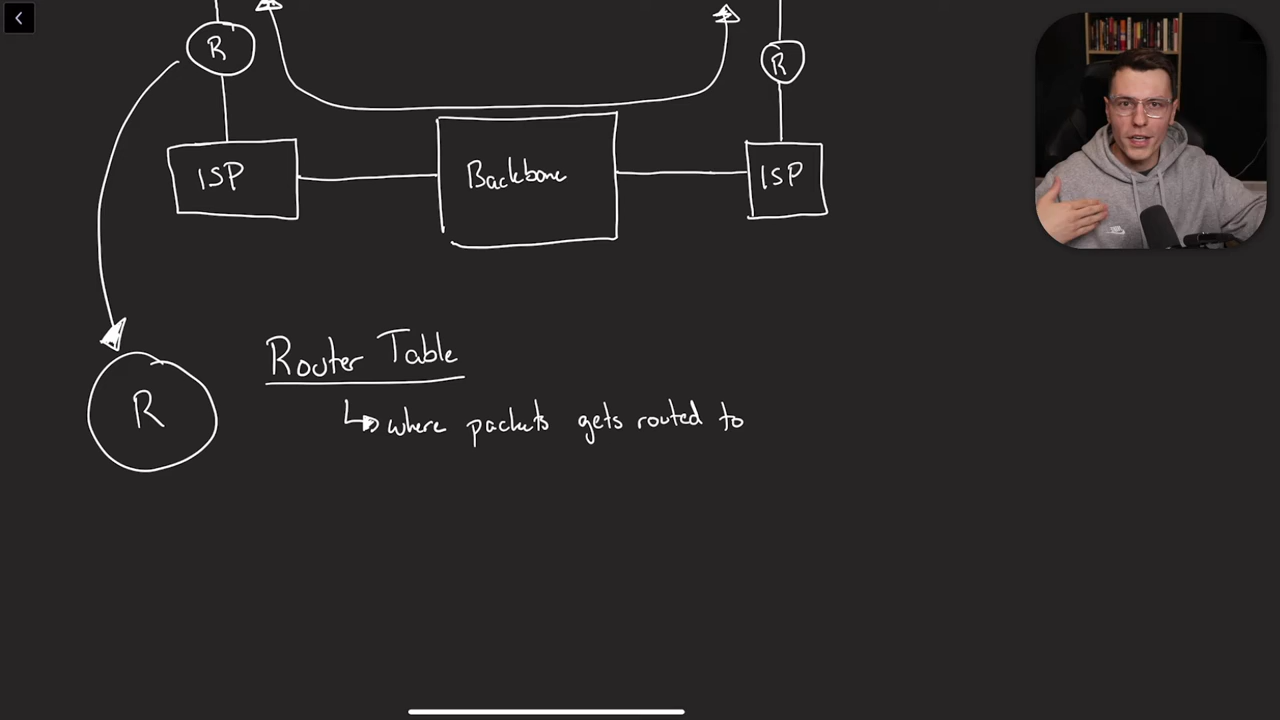 R
R
ISP
Backbone
ISP
Router Table
R
where packets gets routed to